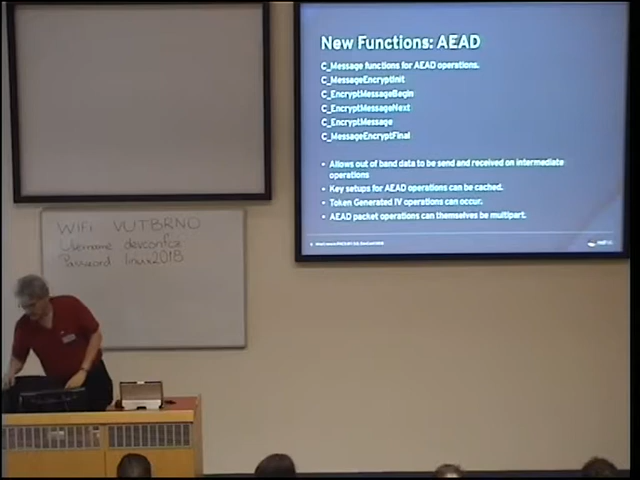 New Functions: AEAD
C_Message functions for AEAD operations.
C_MessageEncryptInit
C_EncryptMessageBegin
C_EncryptMessageNext
C_EncryptMessage
C_MessageEncryptFinal
• Allows out of band data to be send and received on intermediate
operations
• Key setups for AEAD operations can be cached.
• Token Generated IV operations can occur.
• AEAD packet operations can themselves be multipart.
WiFi VUTBRNO
Username devconfcz
Password linux2018